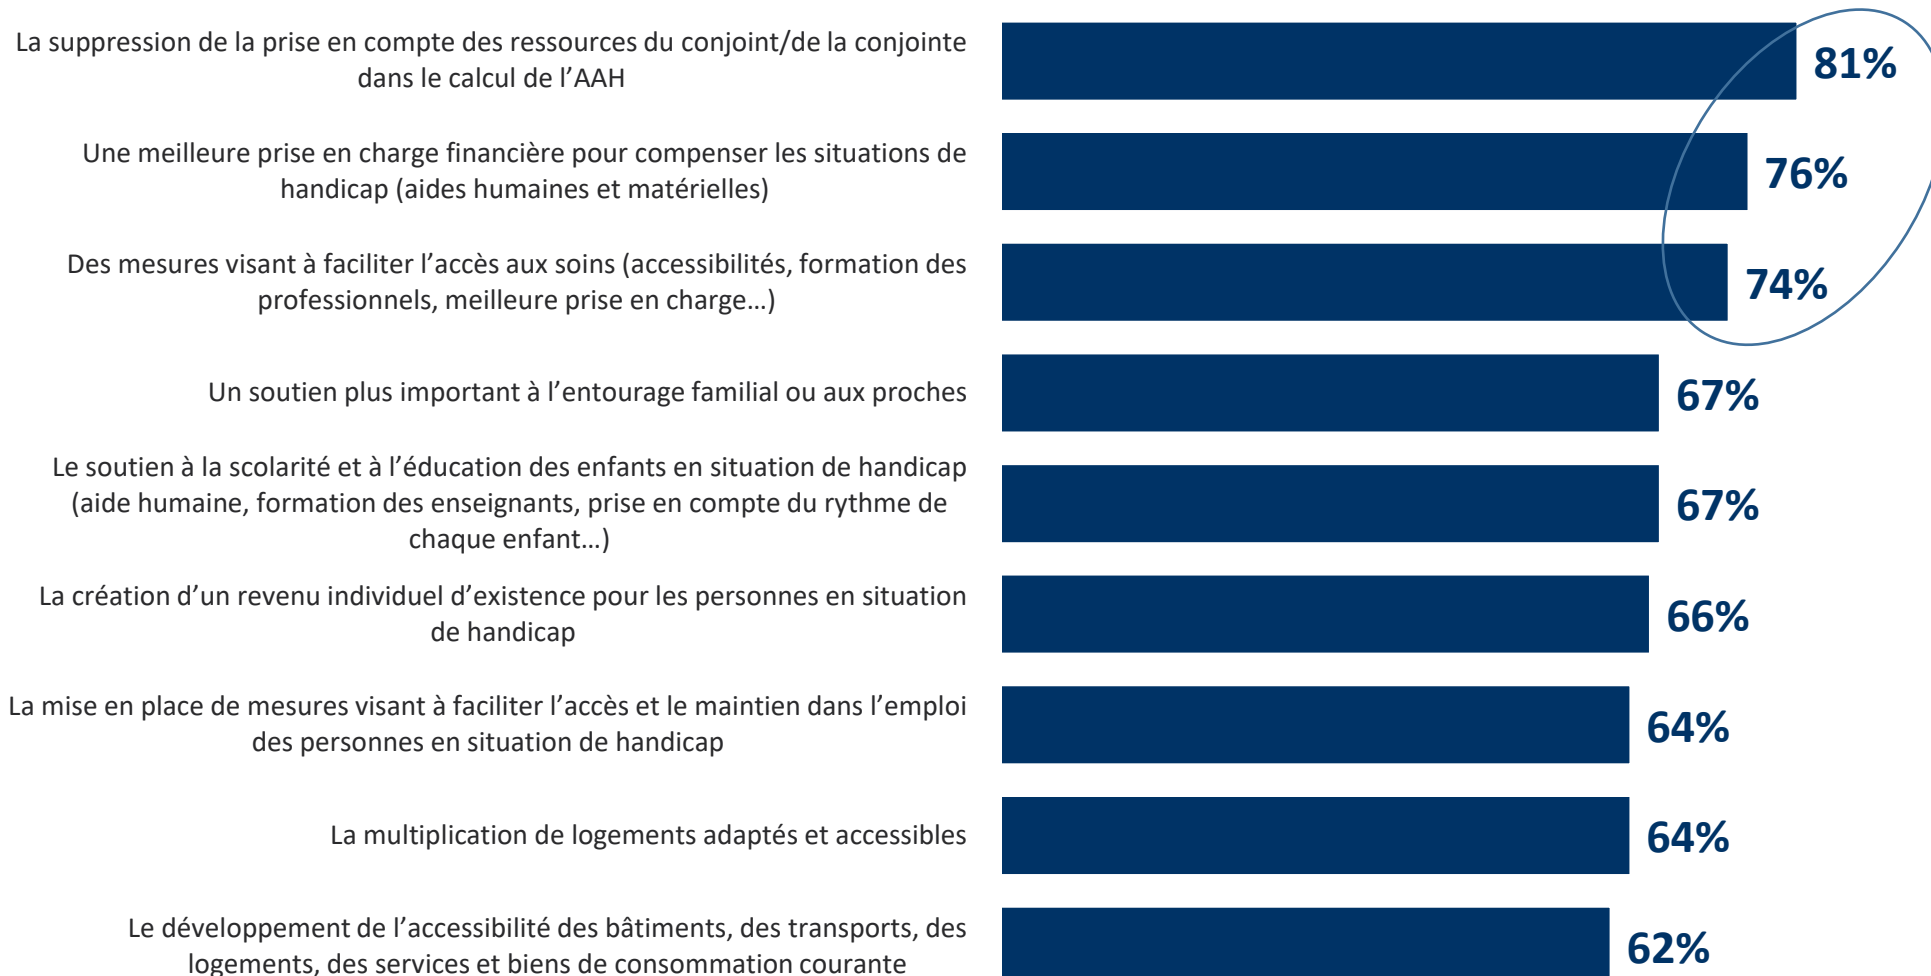 La suppression de la prise en compte des ressources du conjoint/de la conjointe
dans le calcul de l’AAH
81%
Une meilleure prise en charge financière pour compenser les situations de
handicap (aides humaines et matérielles)
76%
Des mesures visant à faciliter l’accès aux soins (accessibilités, formation des
professionnels, meilleure prise en charge…)
74%
Un soutien plus important à l’entourage familial ou aux proches
67%
Le soutien à la scolarité et à l’éducation des enfants en situation de handicap
(aide humaine, formation des enseignants, prise en compte du rythme de
chaque enfant…)
67%
La création d’un revenu individuel d’existence pour les personnes en situation
de handicap
66%
La mise en place de mesures visant à faciliter l’accès et le maintien dans l’emploi
des personnes en situation de handicap
64%
La multiplication de logements adaptés et accessibles
64%
Le développement de l’accessibilité des bâtiments, des transports, des
logements, des services et biens de consommation courante
62%